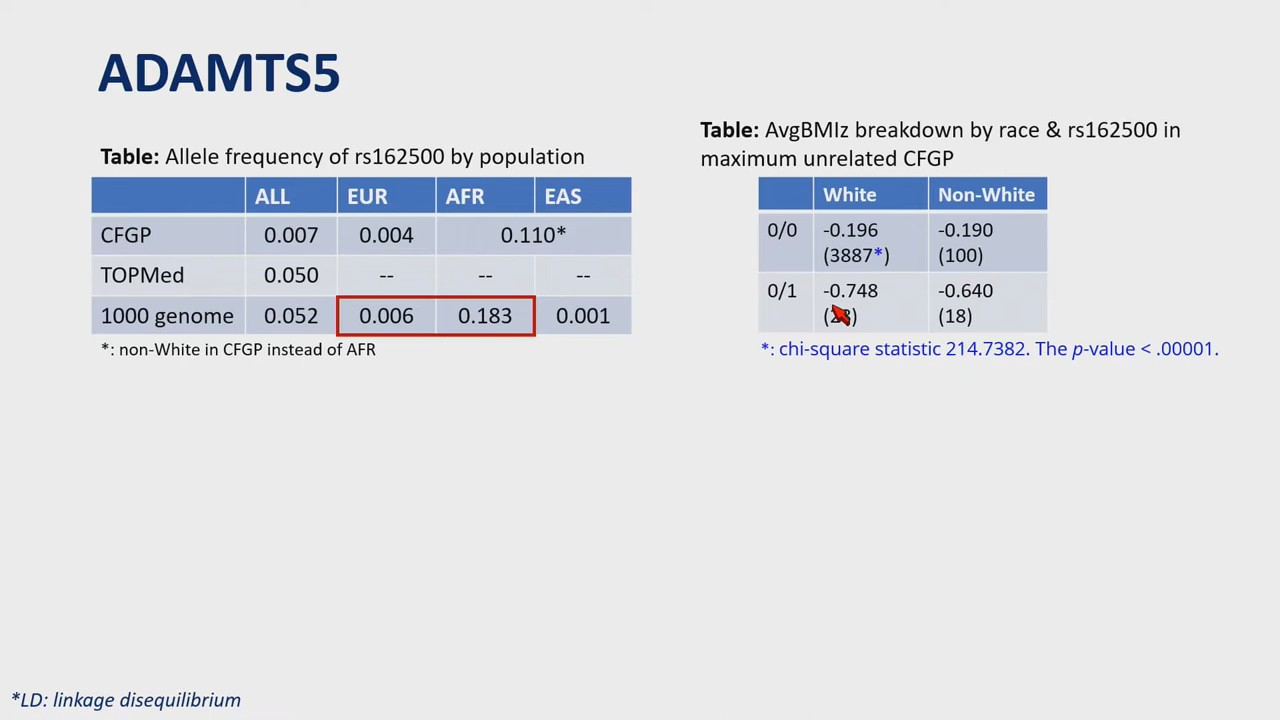 ADAMTS5
Table: Allele frequency of rs162500 by population
ALL EUR AFR EAS
CFGP 0.007 0.004 0.110*
TOPMed 0.050 -- -- --
1000 genome 0.052 0.006 0.183 0.001
*: non-White in CFGP instead of AFR
Table: AvgBMIz breakdown by race & rs162500 in
maximum unrelated CFGP
White Non-White
0/0 -0.196 -0.190
(3887*) (100)
0/1 -0.748 -0.640
(18)
*: chi-square statistic 214.7382. The p-value < .00001.
*LD: linkage disequilibrium